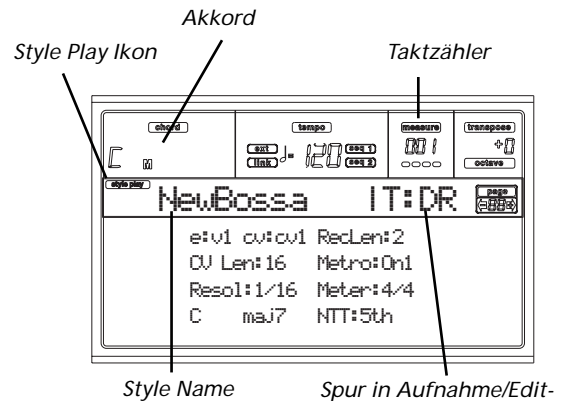 Akkord
Style Play Ikon
Taktzähler
chord
tempo
measure
transpose
ext
link
120
seq 1
seq 2
001
+0
octave
C M
style play
NewBossa IT:DR
page
e:v1 cv:cv1 RecLen:2
CV Len:16 Metro:On1
Resol:1/16 Meter:4/4
C maj7 NTT:5th
Style Name
Spur in Aufnahme/Edit-